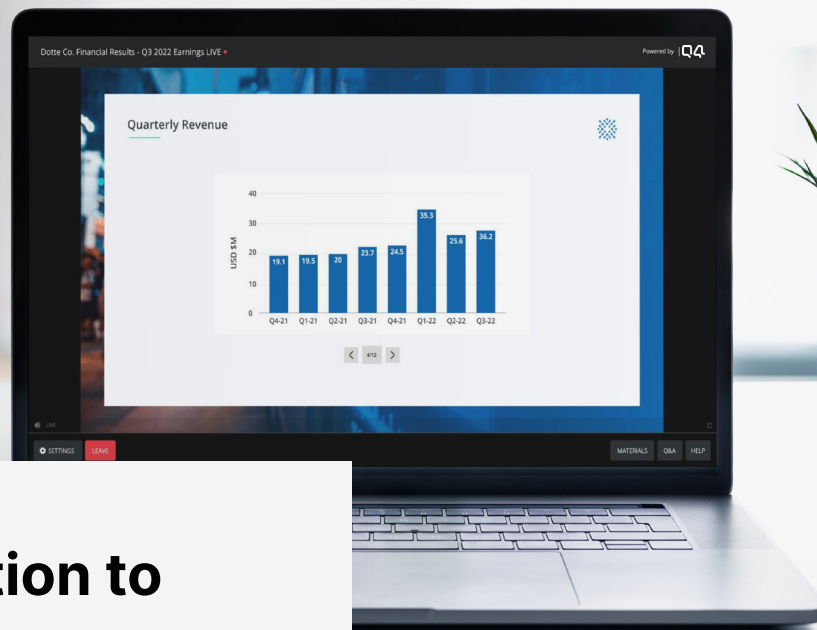 Dotte Co. Financial Results - Q3 2022 Earnings LIVE
Powered by | Q4
Quarterly Revenue
40
30
20
10
0
USD $M
19.1 19.5 20 23.7 24.5 35.3 25.6 36.2
Q4-21 Q1-21 Q2-21 Q3-21 Q4-21 Q1-22 Q2-22 Q3-22
4/12
LIVE
SETTINGS LEAVE MATERIALS Q&A HELP
tion to